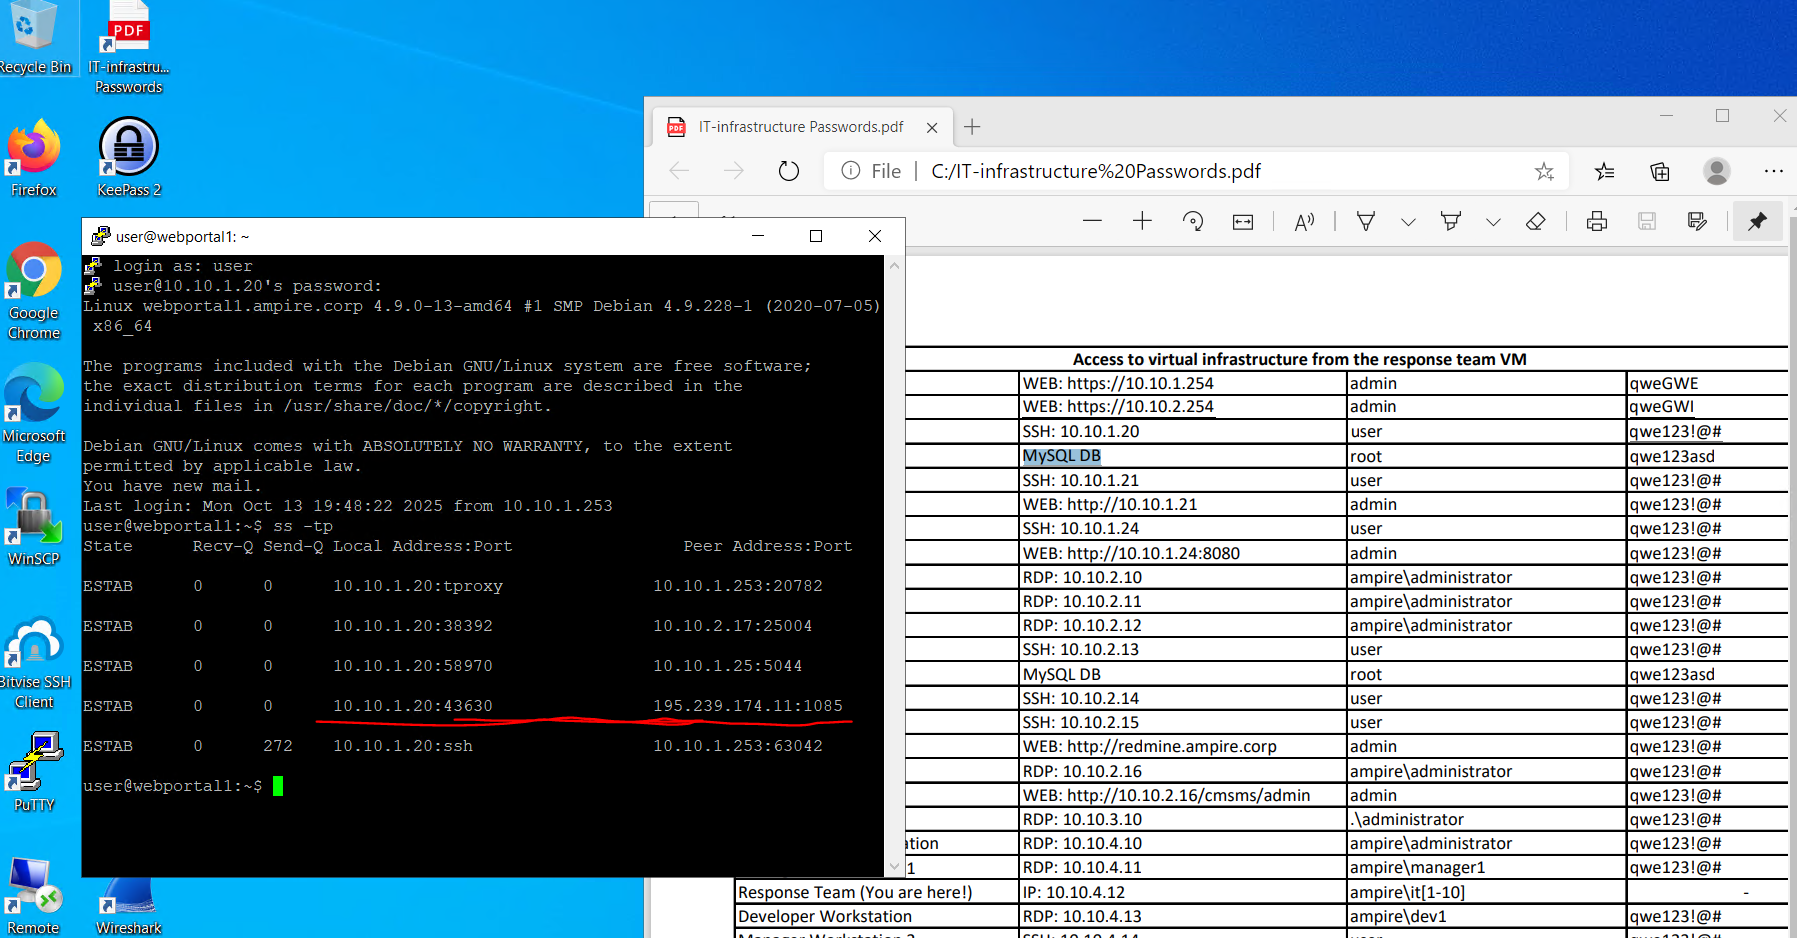 Recycle Bin
IT-infrastru...
Passwords
Firefox
KeePass 2
Google
Chrome
Microsoft
Edge
WinSCP
Bitvise SSH
Client
PuTTY
Remote
Wireshark
PDF
IT-infrastructure Passwords.pdf
File | C:/IT-infrastructure%20Passwords.pdf
user@webportal1: ~
login as: user
user@10.10.1.20's password:
Linux webportal1.ampire.corp 4.9.0-13-amd64 #1 SMP Debian 4.9.228-1 (2020-07-05)
x86_64
The programs included with the Debian GNU/Linux system are free software;
the exact distribution terms for each program are described in the
individual files in /usr/share/doc/*/copyright.
Debian GNU/Linux comes with ABSOLUTELY NO WARRANTY, to the extent
permitted by applicable law.
You have new mail.
Last login: Mon Oct 13 19:48:22 2025 from 10.10.1.253
user@webportal1:~$ ss -tp
State Recv-Q Send-Q Local Address:Port Peer Address:Port
ESTAB 0 0 10.10.1.20:tproxy 10.10.1.253:20782
ESTAB 0 0 10.10.1.20:38392 10.10.2.17:25004
ESTAB 0 0 10.10.1.20:58970 10.10.1.25:5044
ESTAB 0 0 10.10.1.20:43630 195.239.174.11:1085
ESTAB 0 272 10.10.1.20:ssh 10.10.1.253:63042
user@webportal1:~$
Access to virtual infrastructure from the response team VM
WEB: https://10.10.1.254 admin qweGWE
WEB: https://10.10.2.254 admin qweGWI
SSH: 10.10.1.20 user qwe123!@#
MySQL DB root qwe123asd
SSH: 10.10.1.21 user qwe123!@#
WEB: http://10.10.1.21 admin qwe123!@#
SSH: 10.10.1.24 user qwe123!@#
WEB: http://10.10.1.24:8080 admin qwe123!@#
RDP: 10.10.2.10 ampire\administrator qwe123!@#
RDP: 10.10.2.11 ampire\administrator qwe123!@#
RDP: 10.10.2.12 ampire\administrator qwe123!@#
SSH: 10.10.2.13 user qwe123!@#
MySQL DB root qwe123asd
SSH: 10.10.2.14 user qwe123!@#
SSH: 10.10.2.15 user qwe123!@#
WEB: http://redmine.ampire.corp admin qwe123!@#
RDP: 10.10.2.16 ampire\administrator qwe123!@#
WEB: http://10.10.2.16/cmsms/admin admin qwe123!@#
RDP: 10.10.3.10 .\administrator qwe123!@#
ation RDP: 10.10.4.10 ampire\administrator qwe123!@#
1 RDP: 10.10.4.11 ampire\manager1 qwe123!@#
Response Team (You are here!) IP: 10.10.4.12 ampire\it[1-10] -
Developer Workstation RDP: 10.10.4.13 ampire\dev1 qwe123!@#